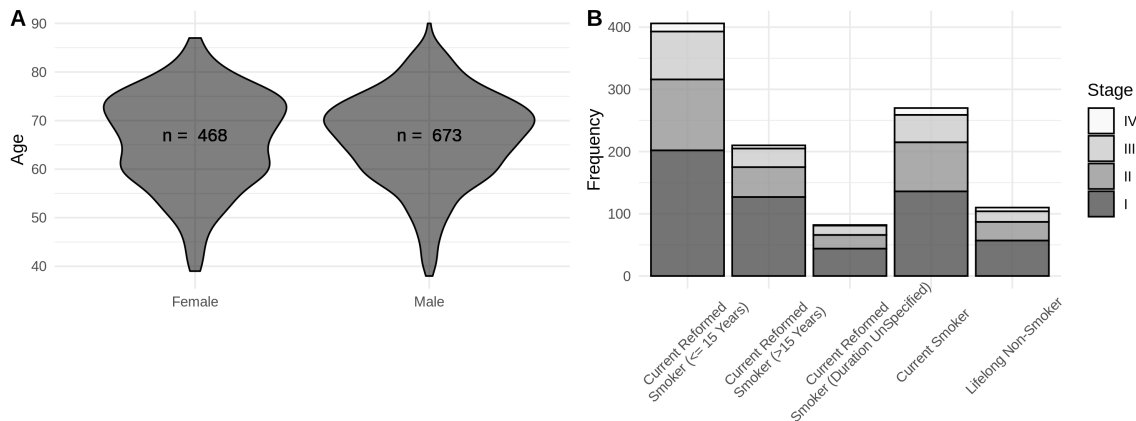 A
Age
90
80
70
60
50
40
n = 468
n = 673
Female
Male
B
Frequency
400
300
200
100
0
Current Reformed
Smoker (<= 15 Years)
Current Reformed
Smoker (>15 Years)
Current Reformed
Smoker (Duration UnSpecified)
Current Smoker
Lifelong Non-Smoker
Stage
IV
III
II
I